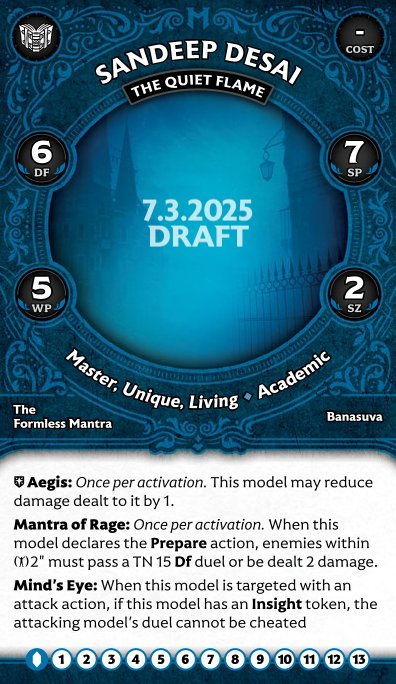 -
COST
SANDEEP DESAI
THE QUIET FLAME
6
DF
7
SP
7.3.2025
DRAFT
5
WP
2
SZ
Master, Unique, Living ◆ Academic
The
Formless Mantra
Banasuva
Aegis: Once per activation. This model may reduce
damage dealt to it by 1.
Mantra of Rage: Once per activation. When this
model declares the Prepare action, enemies within
2" must pass a TN 15 Df duel or be dealt 2 damage.
Mind's Eye: When this model is targeted with an
attack action, if this model has an Insight token, the
attacking model's duel cannot be cheated
1 2 3 4 5 6 7 8 9 10 11 12 13